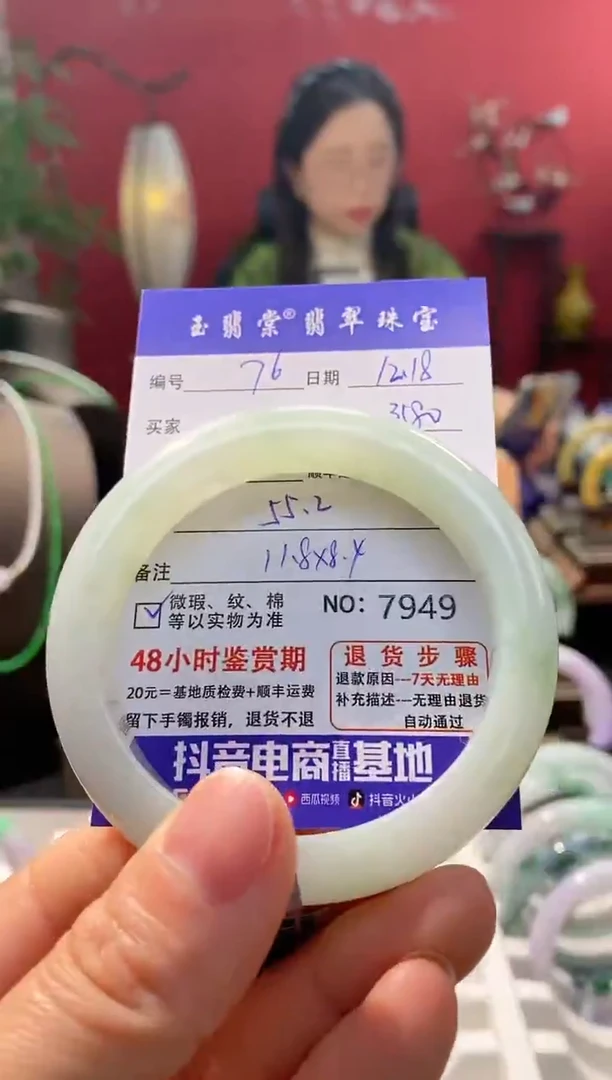 玉翡棠®翡翠珠宝
编号 76 日期 12.18
买家 3580
55.2
备注 11.8x8.4
微瑕、纹、棉
等以实物为准
NO: 7949
48小时鉴赏期
20元=基地质检费+顺丰运费
留下手镯报销，退货不退
退货步骤
退款原因---7天无理由
补充描述---无理由退货
自动通过
抖音电商直播基地
西瓜视频 抖音火山